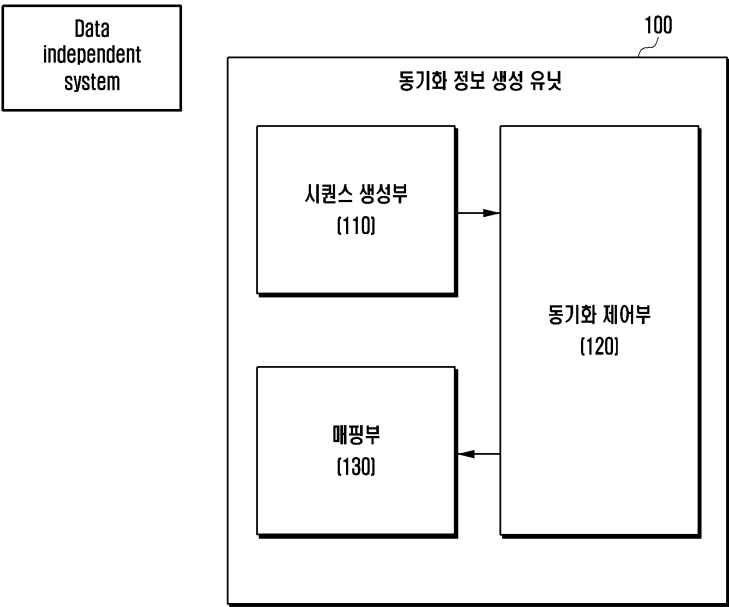 Data
independent
system
100
동기화 정보 생성 유닛
시퀀스 생성부
(110)
동기화 제어부
(120)
매핑부
(130)